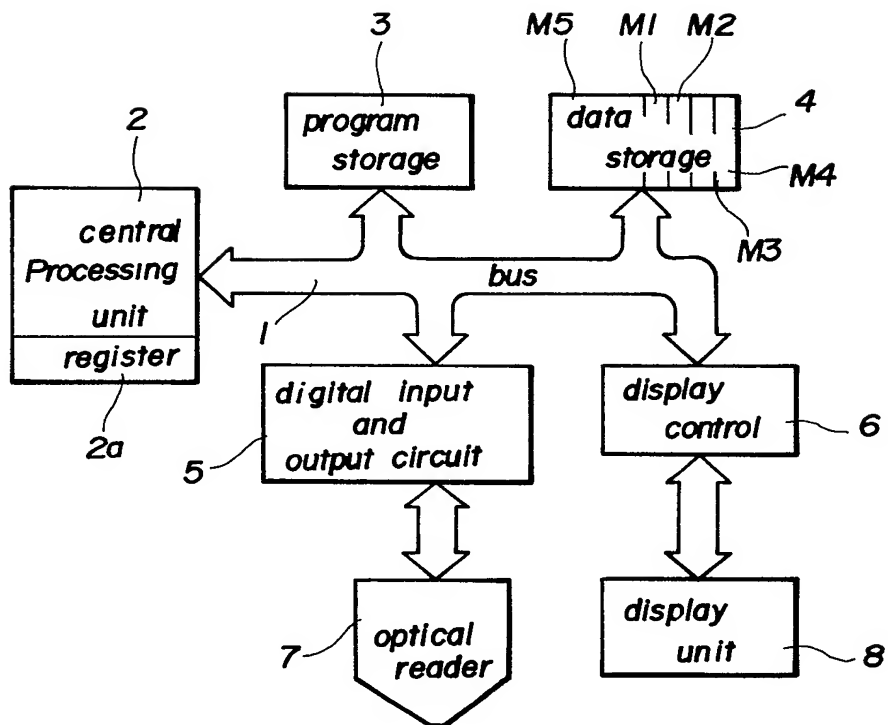 3
M5 M1 M2
2
program
storage
data
storage
4
M4
M3
central
Processing
unit
register
2a
bus
1
digital input
and
output circuit
5
display
control
6
7
optical
reader
display
unit
8